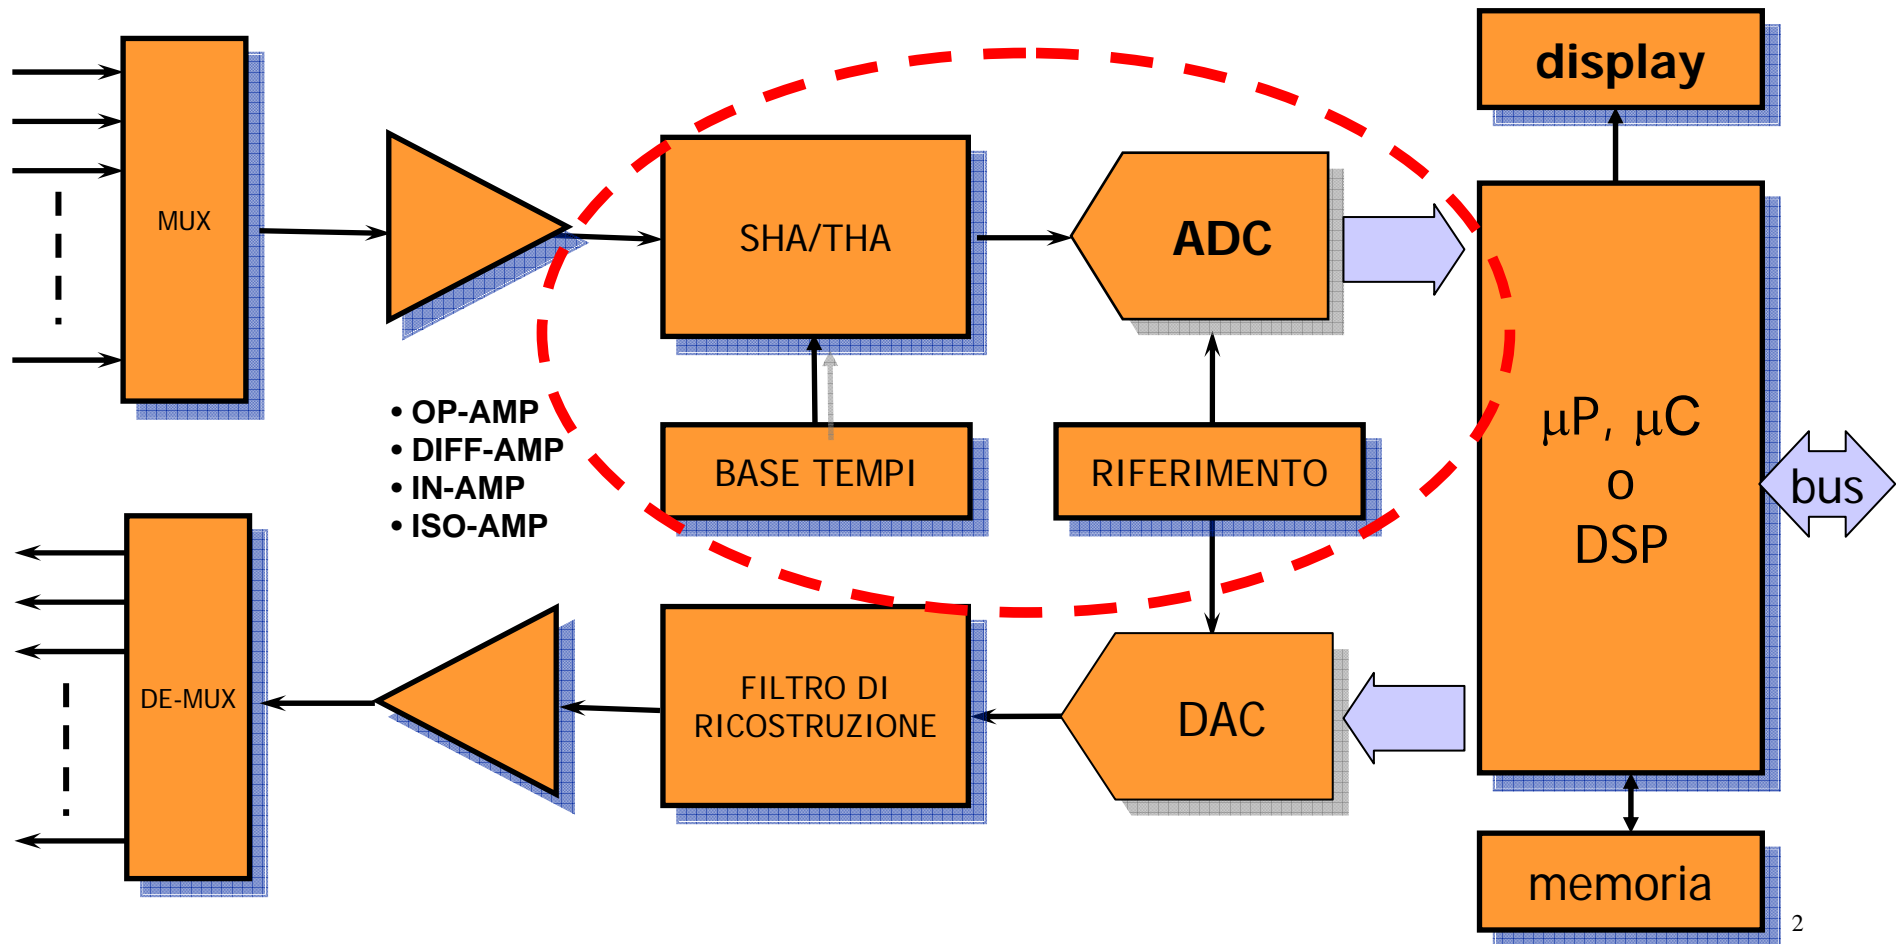 display
MUX
SHA/THA
ADC
• OP-AMP
• DIFF-AMP
• IN-AMP
• ISO-AMP
BASE TEMPI
RIFERIMENTO
μP, μC
o
DSP
bus
DE-MUX
FILTRO DI
RICOSTRUZIONE
DAC
memoria
2